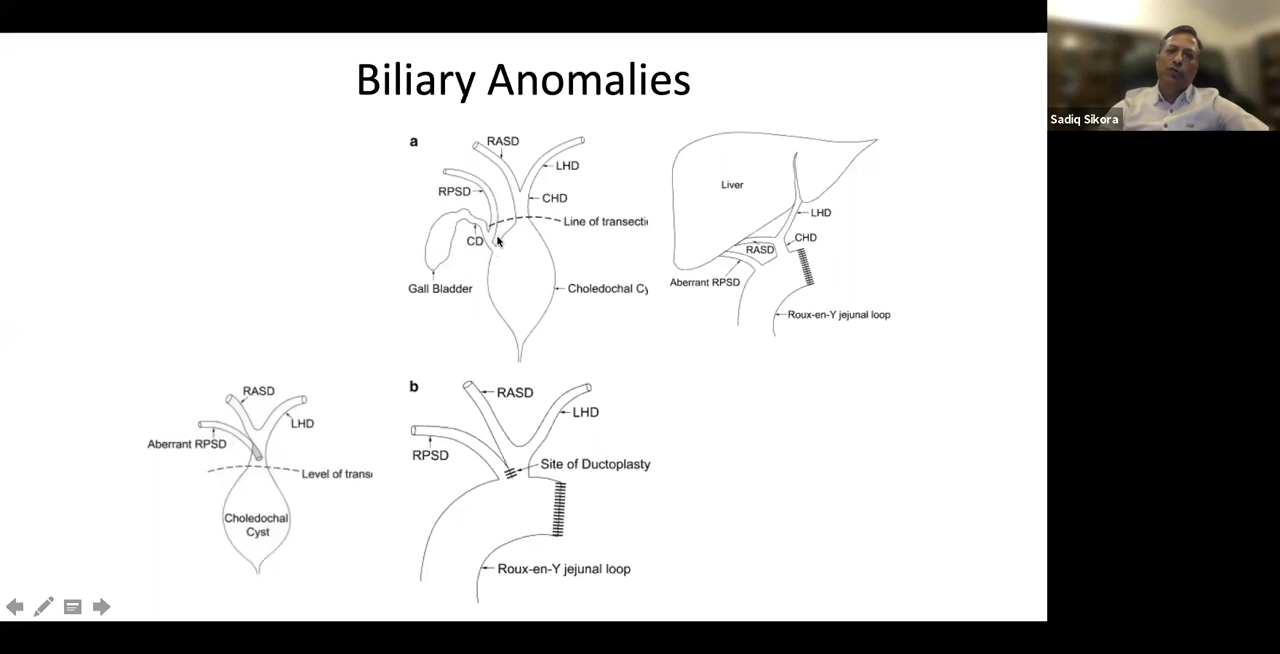 Biliary Anomalies
Sadiq Sikora
a
RASD
LHD
RPSD
CHD
Line of transecti
CD
Gall Bladder
Choledochal Cy
Liver
LHD
CHD
RASD
Aberrant RPSD
Roux-en-Y jejunal loop
RASD
LHD
Aberrant RPSD
Level of trans
Choledochal
Cyst
b
RASD
LHD
RPSD
Site of Ductoplasty
Roux-en-Y jejunal loop